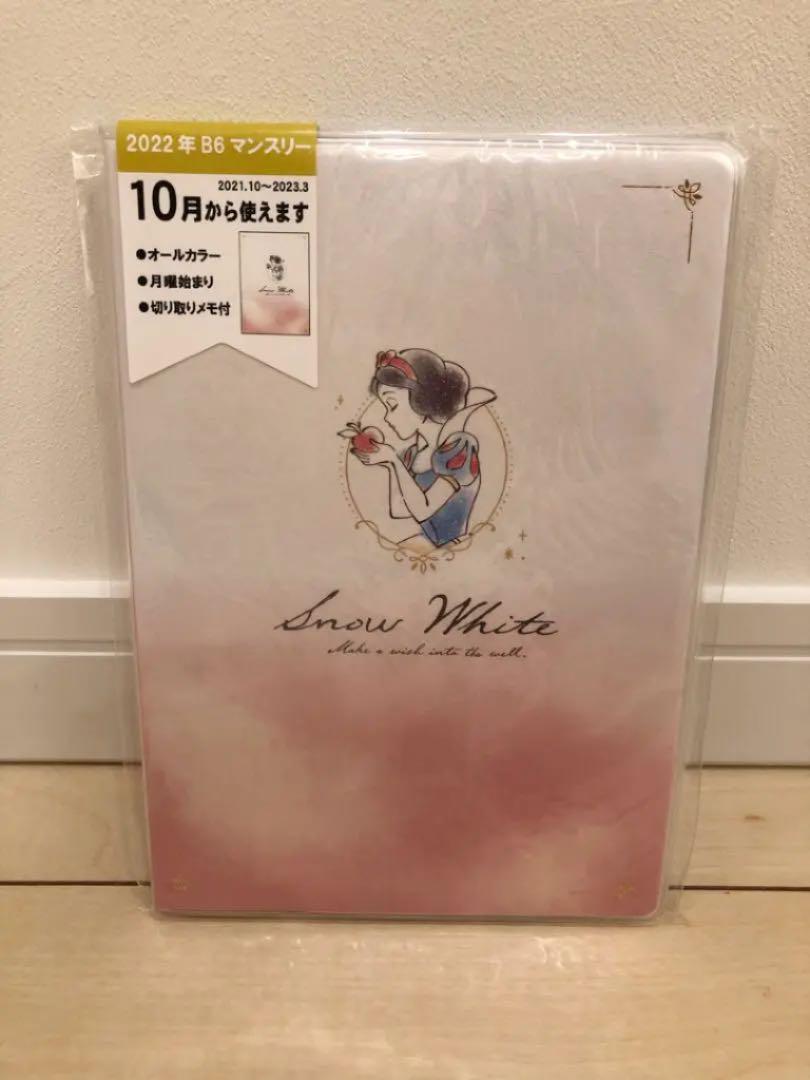 2022年 B6 マンスリー
2021.10〜2023.3
10月から使えます
●オールカラー
●月曜始まり
●切り取りメモ付
Snow White
Snow White
Make a wish into the well.